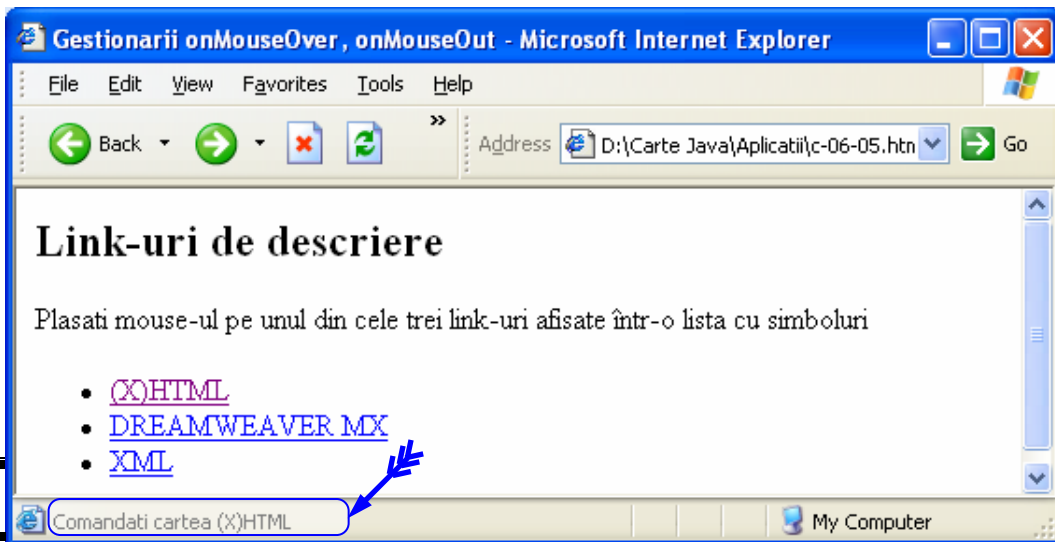 Gestionarii onMouseOver, onMouseOut - Microsoft Internet Explorer
File Edit View Favorites Tools Help
Back » Address D:\Carte Java\Aplicatii\c-06-05.htn Go
Link-uri de descriere
Plasati mouse-ul pe unul din cele trei link-uri afisate într-o lista cu simboluri
• (X)HTML
• DREAMWEAVER MX
• XML
Comandati cartea (X)HTML My Computer